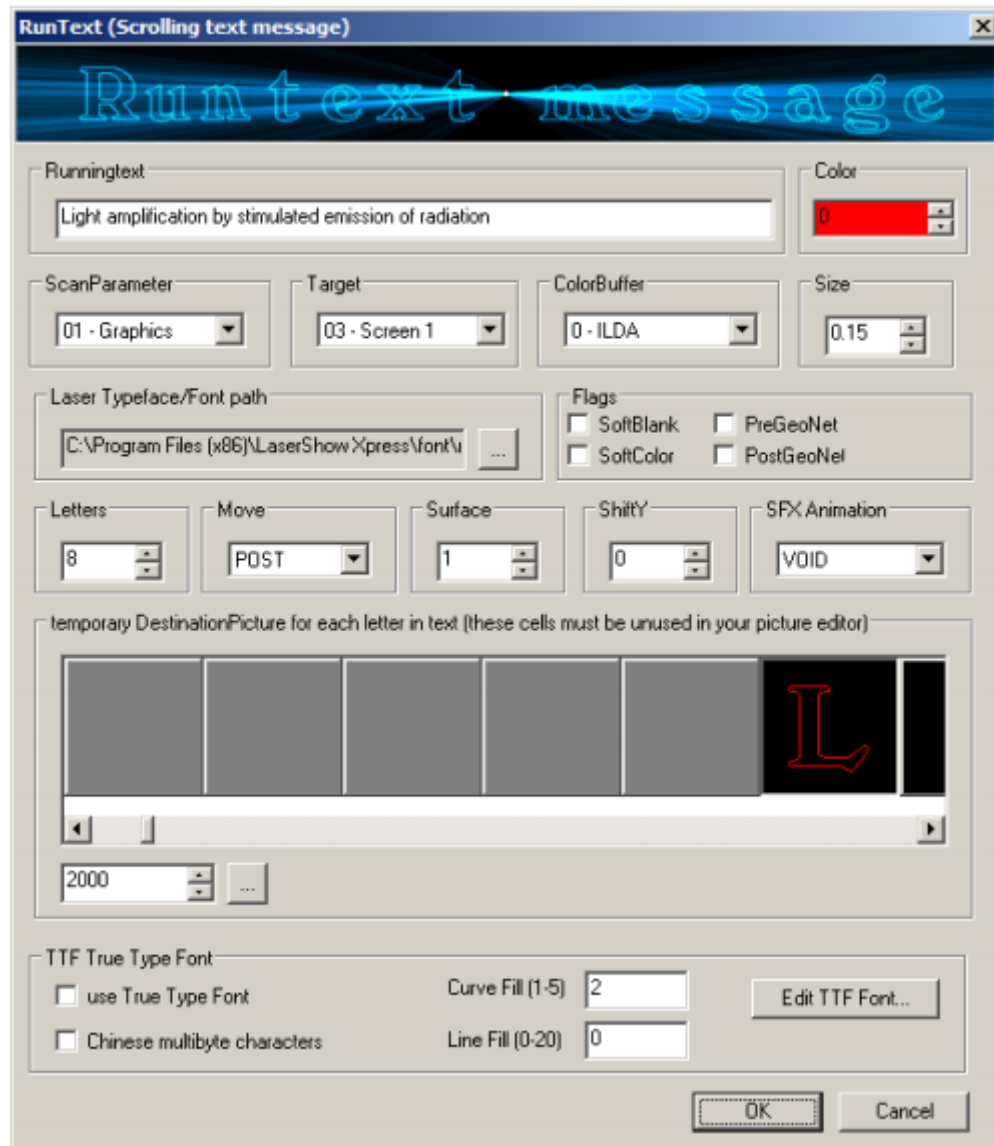 RunText (Scrolling text message)
Runtext message
Runningtext
Color
Light amplification by stimulated emission of radiation
0
ScanParameter
Target
ColorBuffer
Size
01 - Graphics
03 - Screen 1
0 - ILDA
0.15
Laser Typeface/Font path
Flags
C:\Program Files (x86)\LaserShow Xpress\font\
...
SoftBlank
PreGeoNet
SoftColor
PostGeoNet
Letters
Move
Surface
ShiftY
SFX Animation
8
POST
1
0
VOID
temporary DestinationPicture for each letter in text (these cells must be unused in your picture editor)
L
2000
...
TTF True Type Font
use True Type Font
Curve Fill (1-5)
2
Edit TTF Font...
Chinese multibyte characters
Line Fill (0-20)
0
OK
Cancel